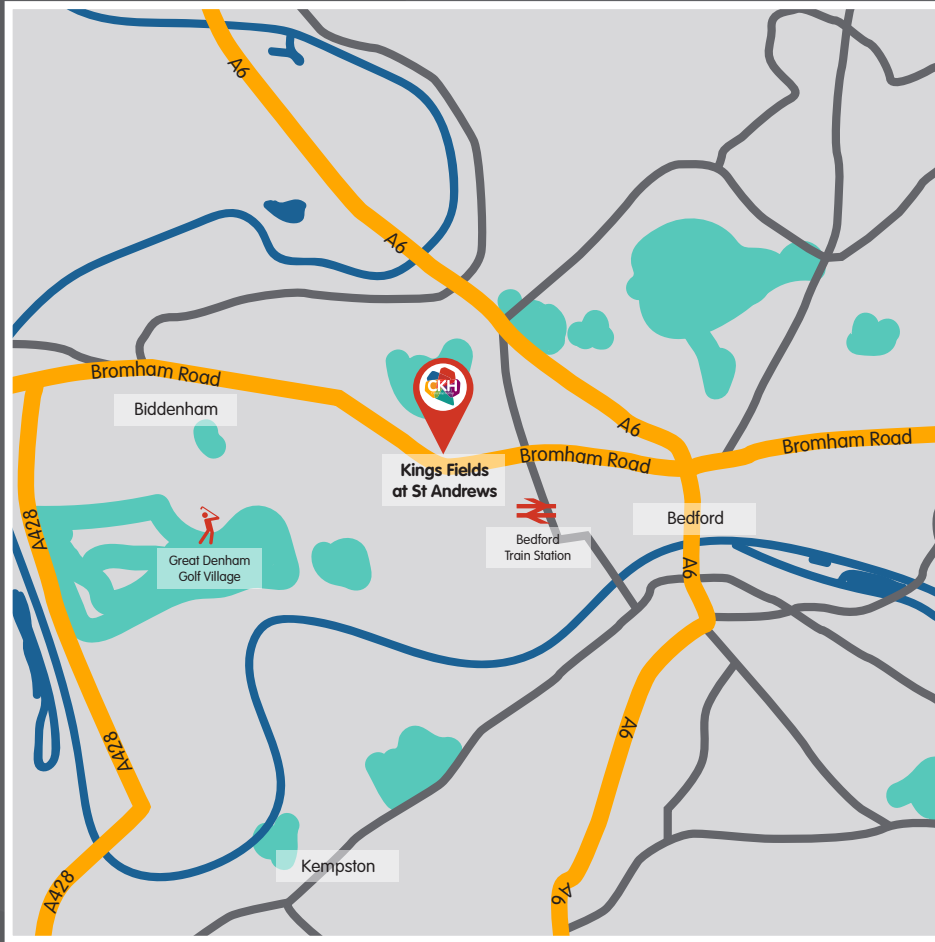 A6
A6
Bromham Road
Biddenham
CKH
A6
Bromham Road
Bromham Road
Kings Fields
at St Andrews
A428
Bedford
Bedford
Train Station
Great Denham
Golf Village
A6
A428
A6
Kempston
A428
A6